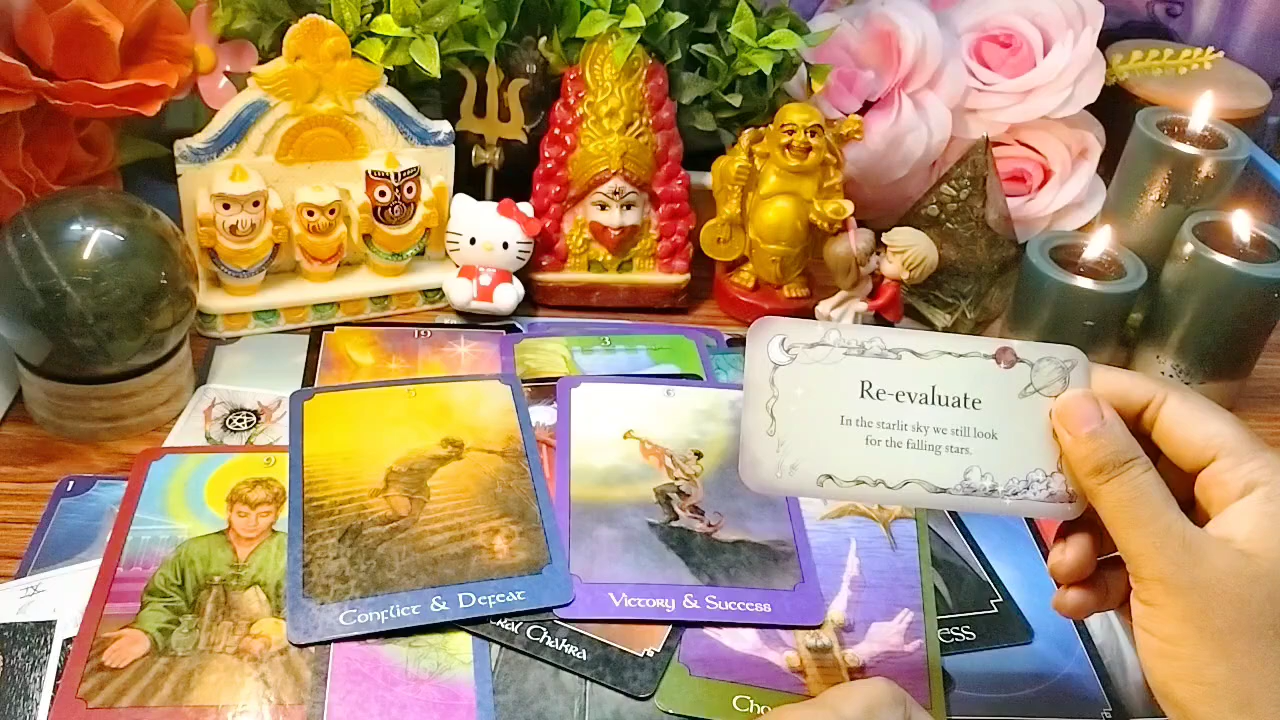 19
3
Re-evaluate
In the starlit sky we still look
for the falling stars.
5
6
9
1
IX
Conflict & Defeat
Victory & Success
Chakra